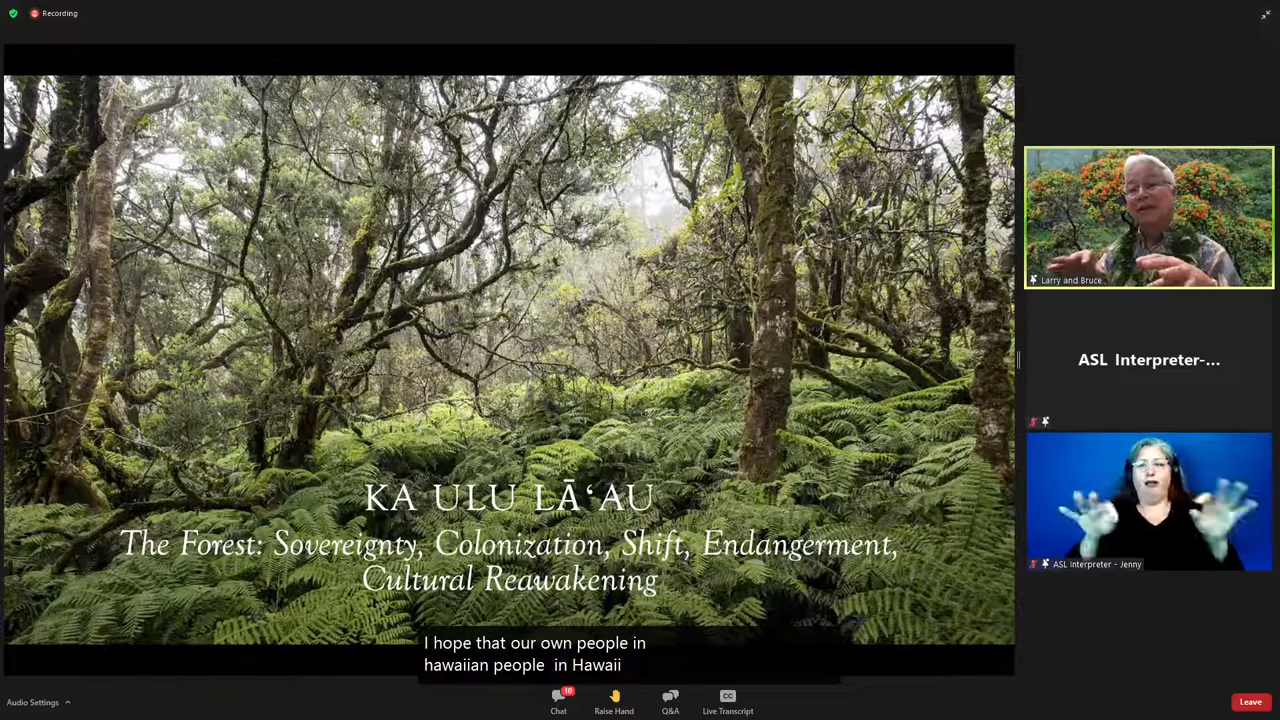 Recording
KA ULU LĀʻAU
The Forest: Sovereignty, Colonization, Shift, Endangerment,
Cultural Reawakening
I hope that our own people in
hawaiian people in Hawaii
Larry and Bruce
ASL Interpreter-...
ASL Interpreter - Jenny
Audio Settings
10
Chat
Raise Hand
Q&A
CC
Live Transcript
Leave